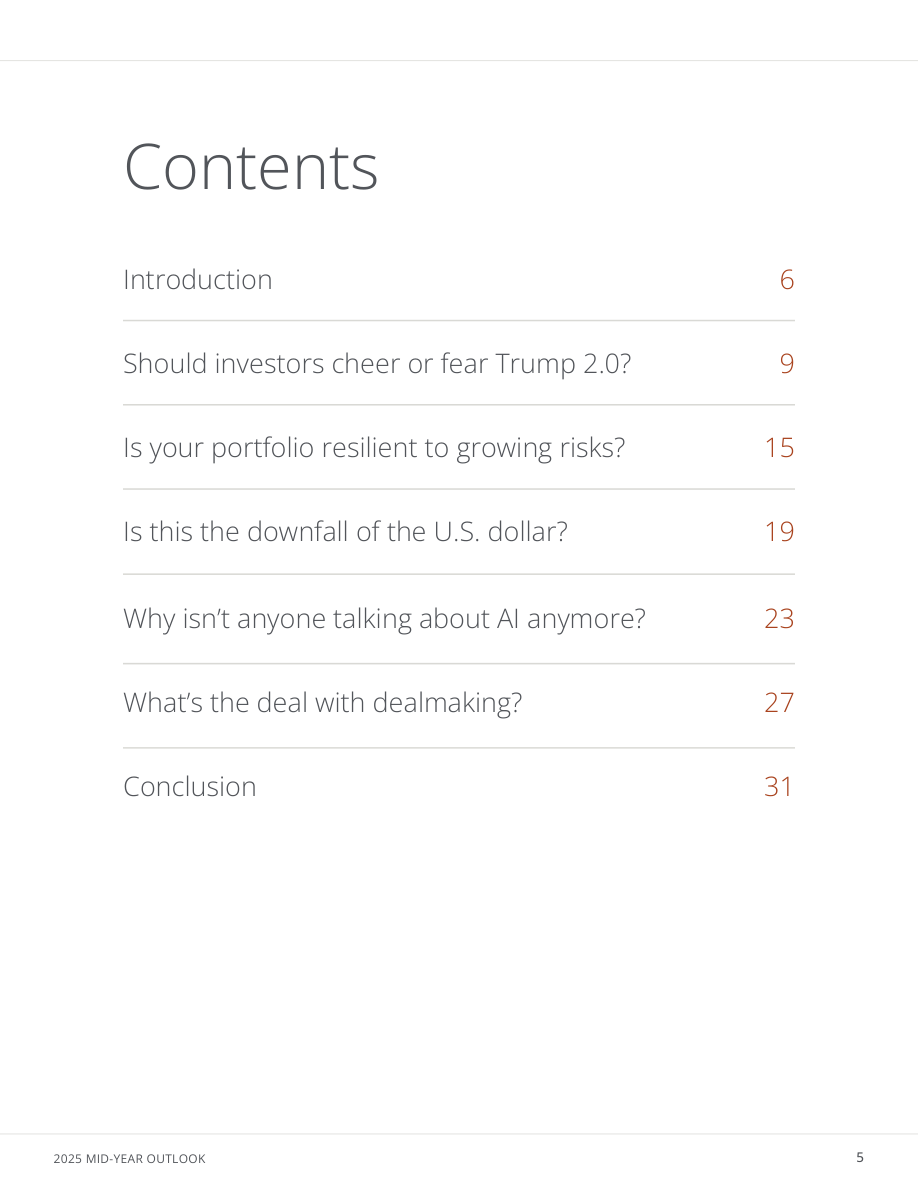 Contents
Introduction 6
Should investors cheer or fear Trump 2.0? 9
Is your portfolio resilient to growing risks? 15
Is this the downfall of the U.S. dollar? 19
Why isn’t anyone talking about AI anymore? 23
What’s the deal with dealmaking? 27
Conclusion 31
2025 MID-YEAR OUTLOOK 5